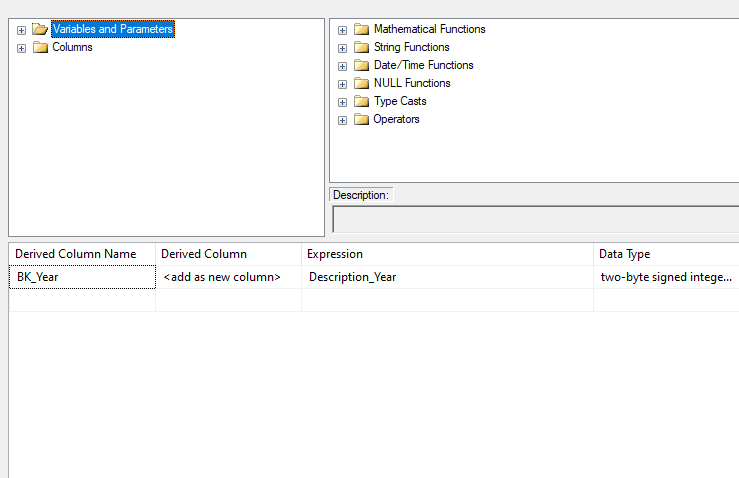 Variables and Parameters
Columns
Mathematical Functions
String Functions
Date/Time Functions
NULL Functions
Type Casts
Operators
Description:
Derived Column Name Derived Column Expression Data Type
BK_Year <add as new column> Description_Year two-byte signed intege...